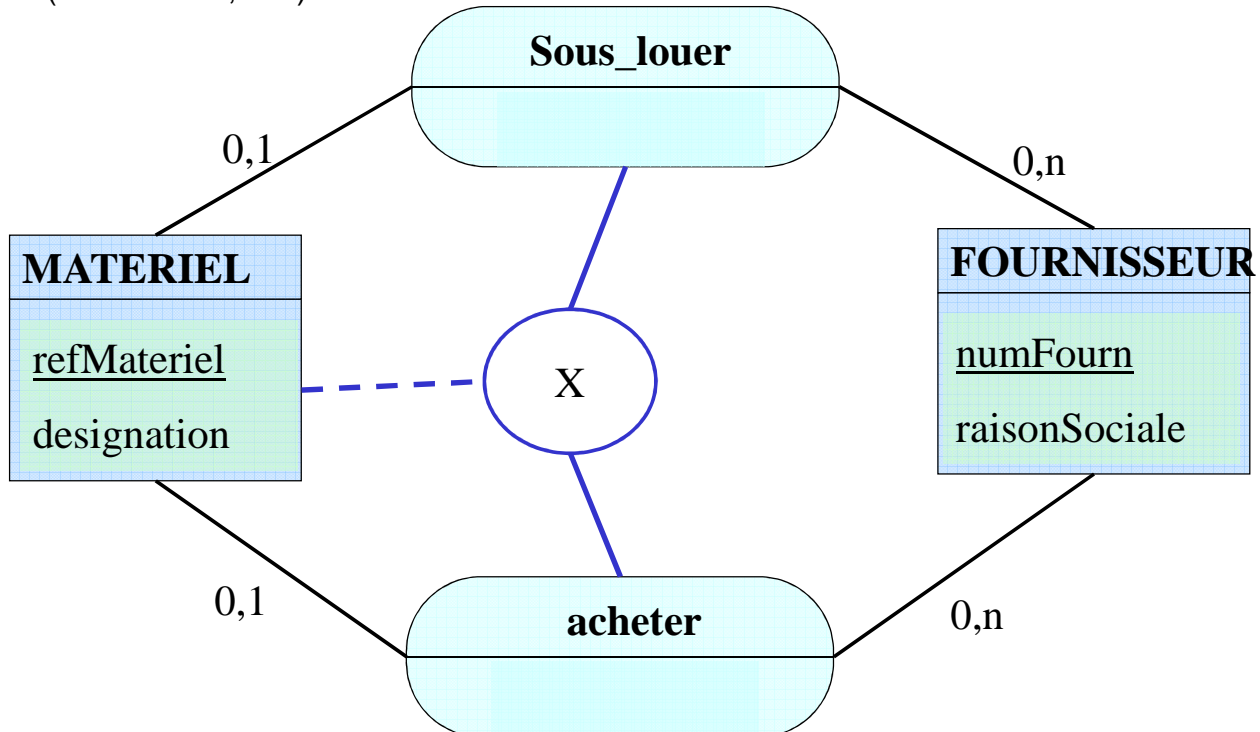 Sous_louer
0,1
0,n
MATERIEL
FOURNISSEUR
refMateriel
designation
X
numFourn
raisonSociale
0,1
0,n
acheter